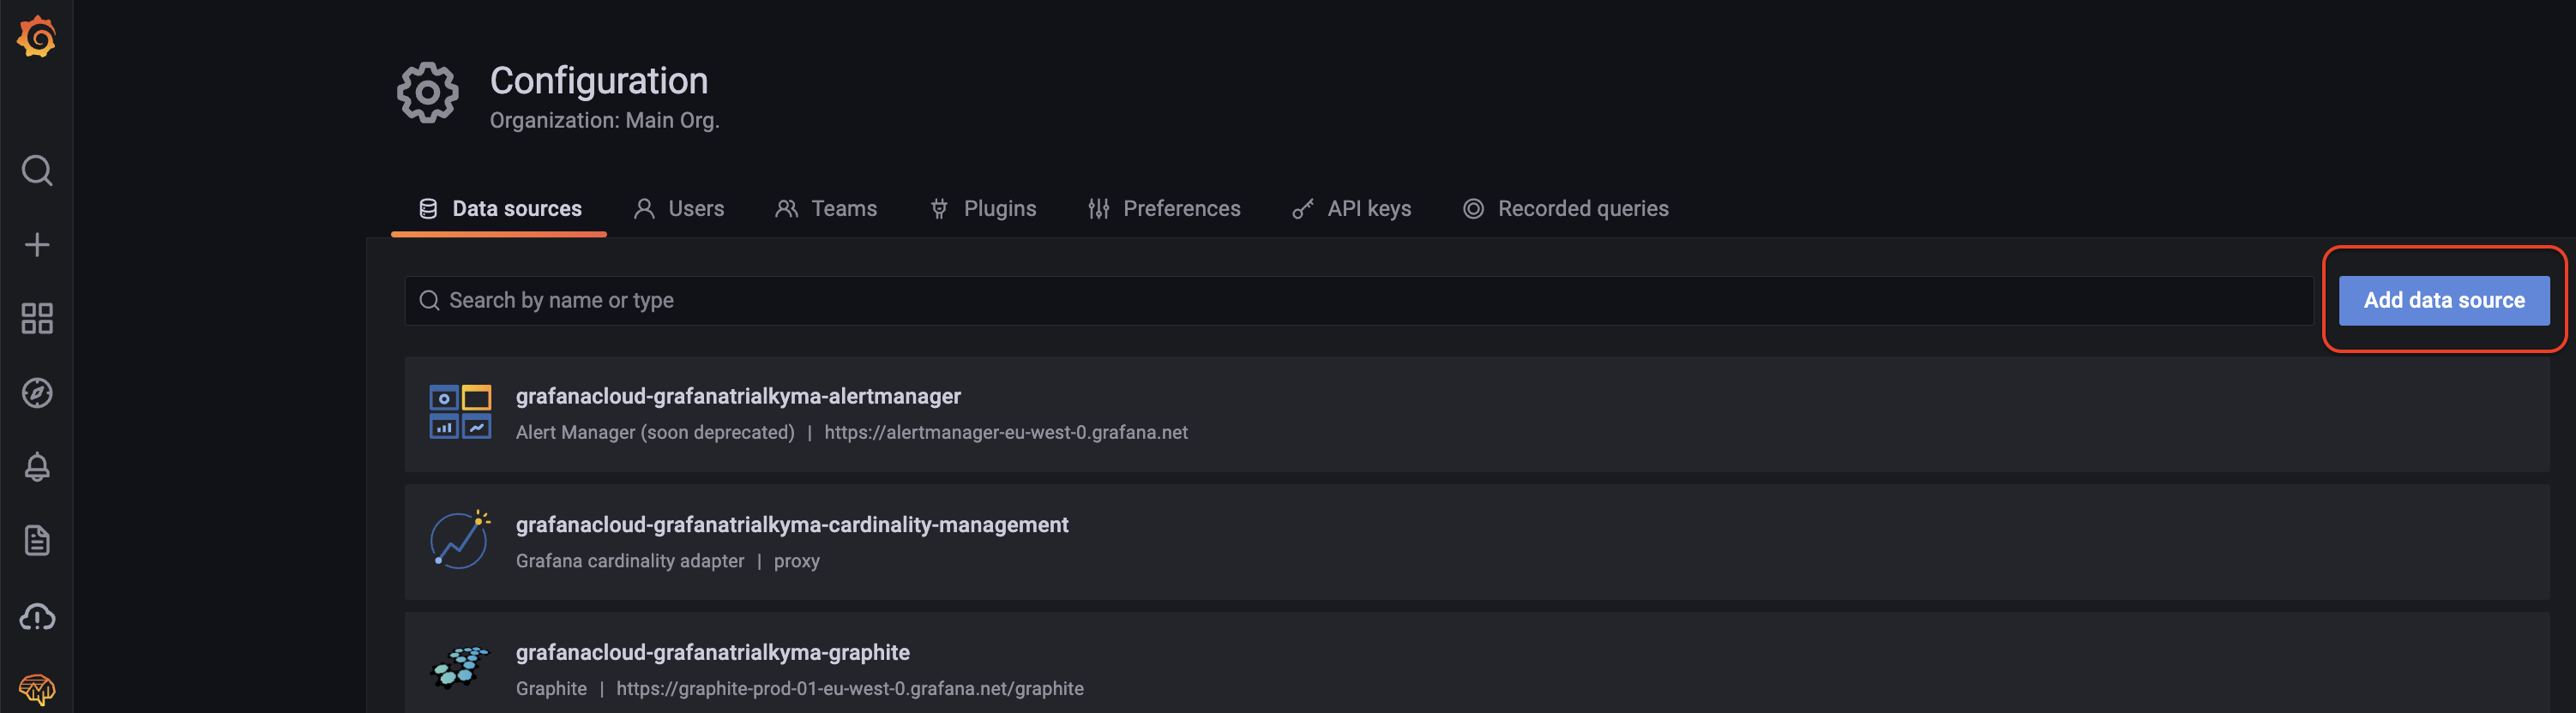 Configuration
Organization: Main Org.
Data sources Users Teams Plugins Preferences API keys Recorded queries
Search by name or type Add data source
grafanacloud-grafanatrialkyma-alertmanager
Alert Manager (soon deprecated) | https://alertmanager-eu-west-0.grafana.net
grafanacloud-grafanatrialkyma-cardinality-management
Grafana cardinality adapter | proxy
grafanacloud-grafanatrialkyma-graphite
Graphite | https://graphite-prod-01-eu-west-0.grafana.net/graphite